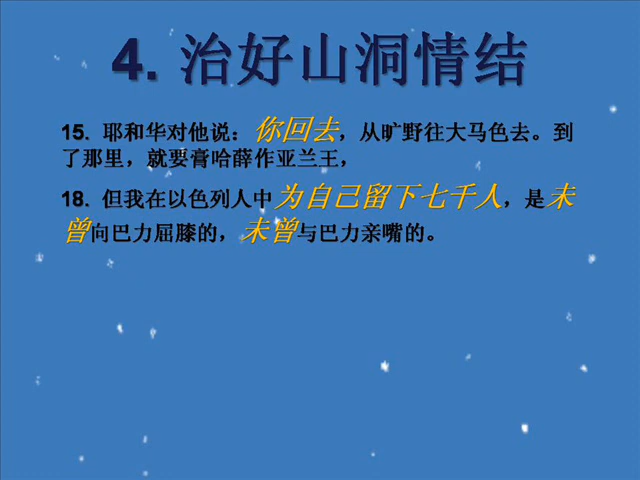 4. 治好山洞情结
15. 耶和华对他说：你回去，从旷野往大马色去。到
了那里，就要膏哈薛作亚兰王，
18. 但我在以色列人中为自己留下七千人，是未
曾向巴力屈膝的，未曾与巴力亲嘴的。